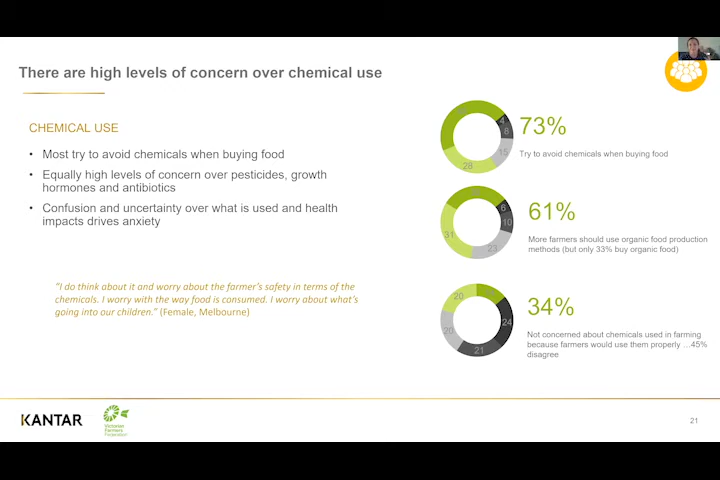 There are high levels of concern over chemical use
CHEMICAL USE
• Most try to avoid chemicals when buying food
• Equally high levels of concern over pesticides, growth
hormones and antibiotics
• Confusion and uncertainty over what is used and health
impacts drives anxiety
"I do think about it and worry about the farmer's safety in terms of the
chemicals. I worry with the way food is consumed. I worry about what's
going into our children." (Female, Melbourne)
4
8
15
28
73%
Try to avoid chemicals when buying food
6
10
23
31
61%
More farmers should use organic food production
methods (but only 33% buy organic food)
20
24
21
20
34%
Not concerned about chemicals used in farming
because farmers would use them properly …45%
disagree
KANTAR
Victorian
Farmers
Federation
21